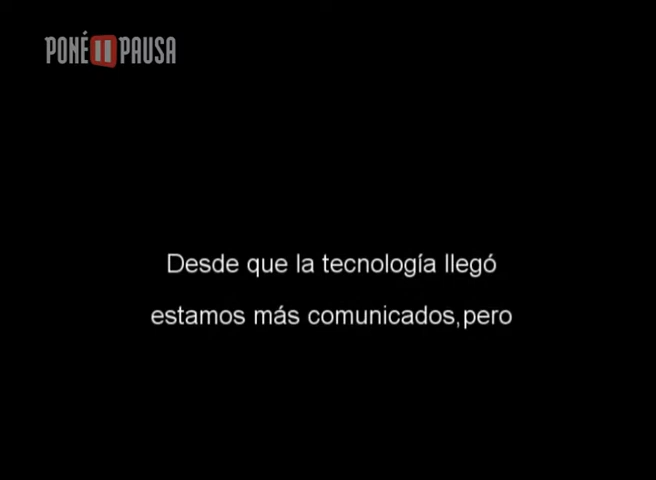 PONÉ PAUSA
Desde que la tecnología llegó
estamos más comunicados,pero